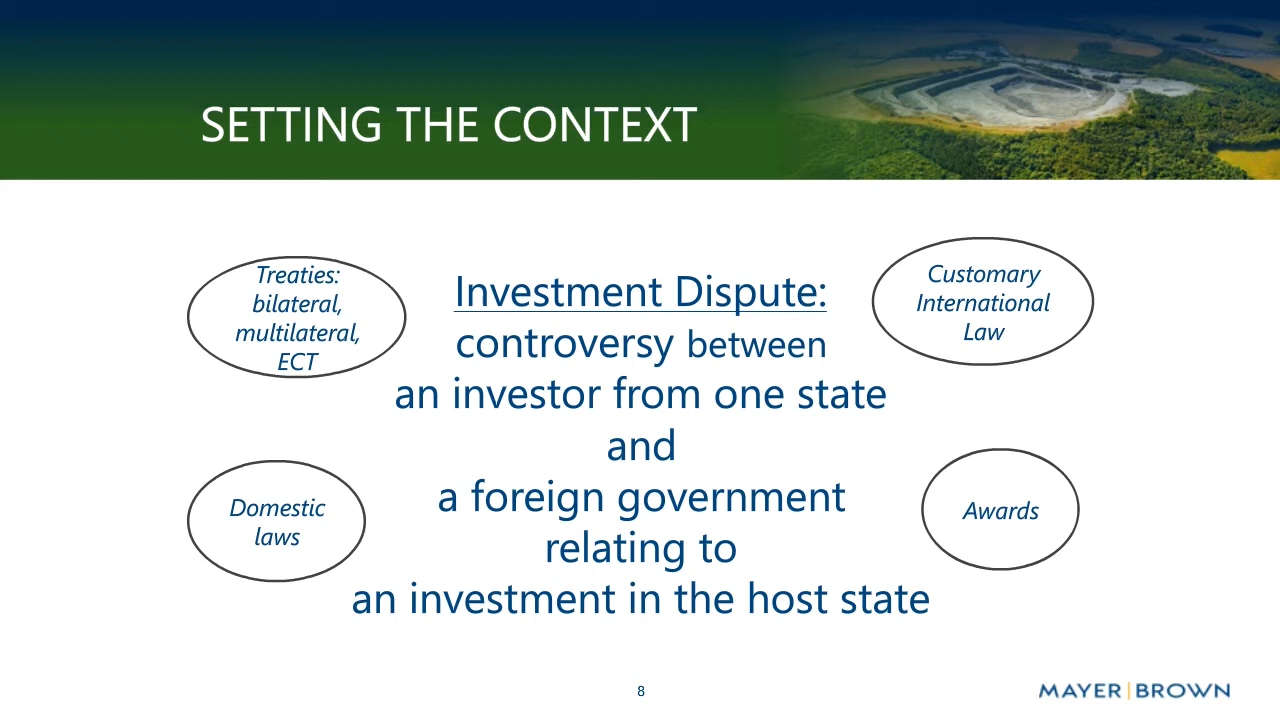 SETTING THE CONTEXT
Treaties:
bilateral,
multilateral,
ECT
Investment Dispute:
controversy between
an investor from one state
and
a foreign government
relating to
an investment in the host state
Customary
International
Law
Domestic
laws
Awards
8
MAYER | BROWN